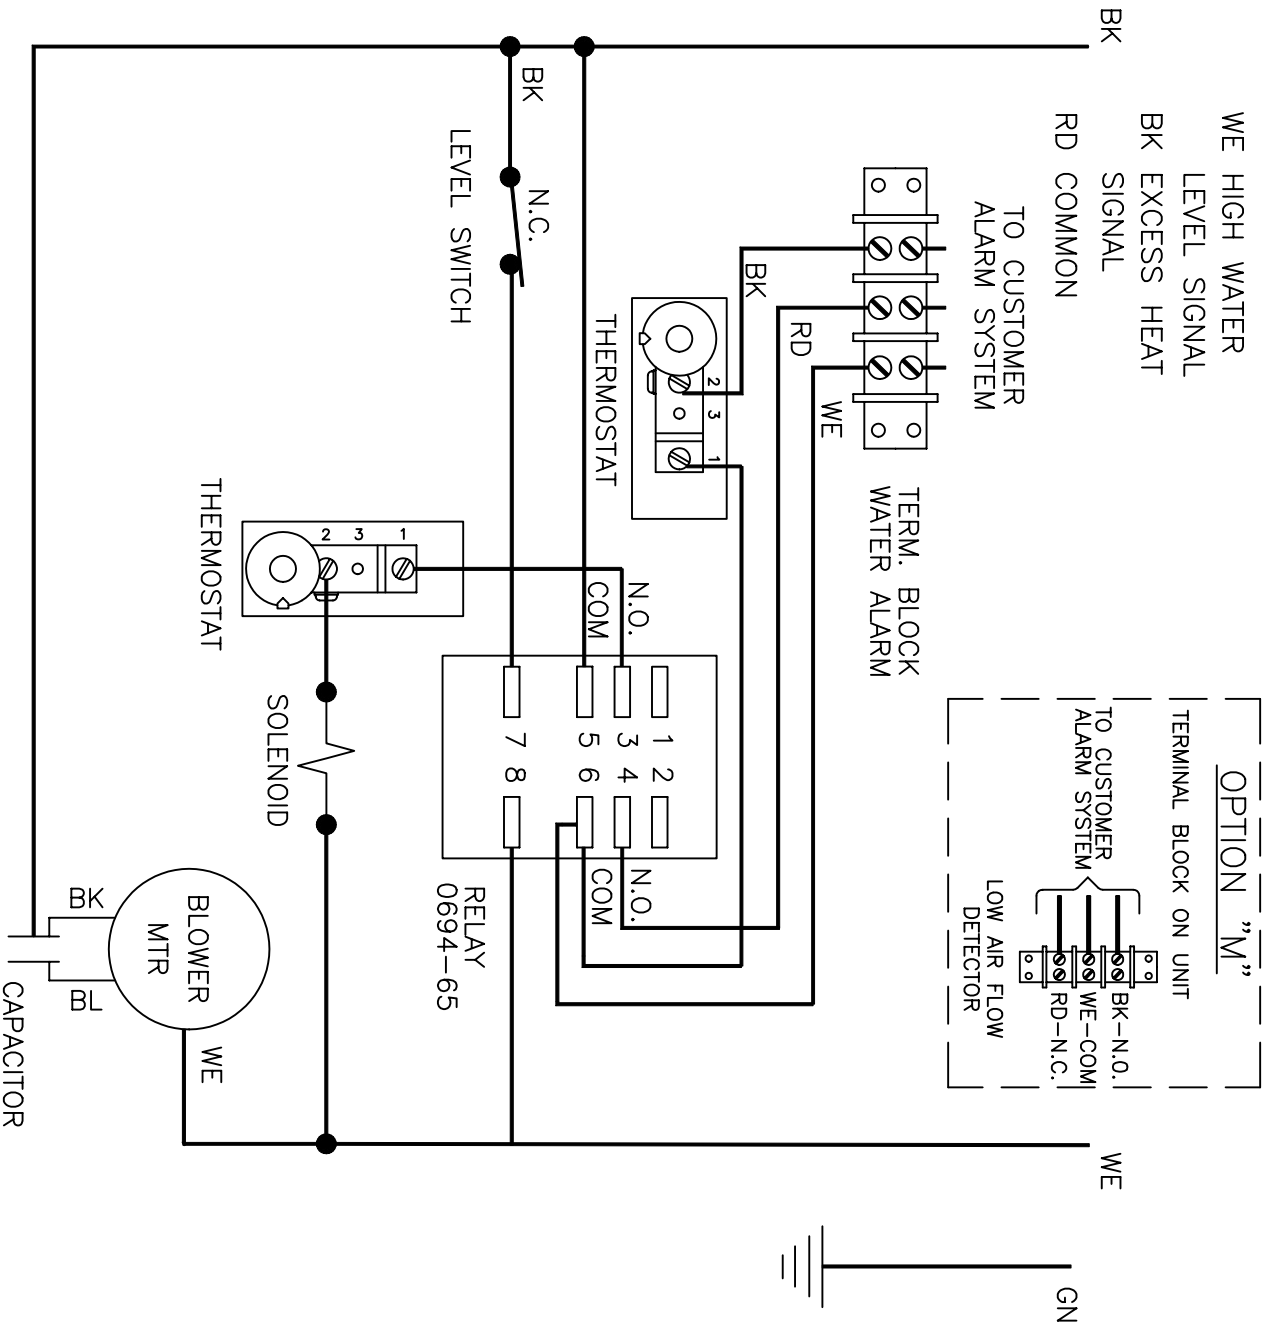 BK
WE
GN
WE HIGH WATER
LEVEL SIGNAL
BK EXCESS HEAT
SIGNAL
RD COMMON
OPTION "M"
TERMINAL BLOCK ON UNIT
TO CUSTOMER
ALARM SYSTEM
BK-N.O.
WE-COM
RD-N.C.
LOW AIR FLOW
DETECTOR
TO CUSTOMER
ALARM SYSTEM
TERM. BLOCK
WATER ALARM
BK
RD
WE
2 3 1
THERMOSTAT
BK
N.C.
LEVEL SWITCH
N.O.
COM
1 2
3 4
5 6
7 8
N.O.
COM
RELAY
0694-65
1
3
2
THERMOSTAT
SOLENOID
BLOWER
MTR
WE
BK
BL
CAPACITOR